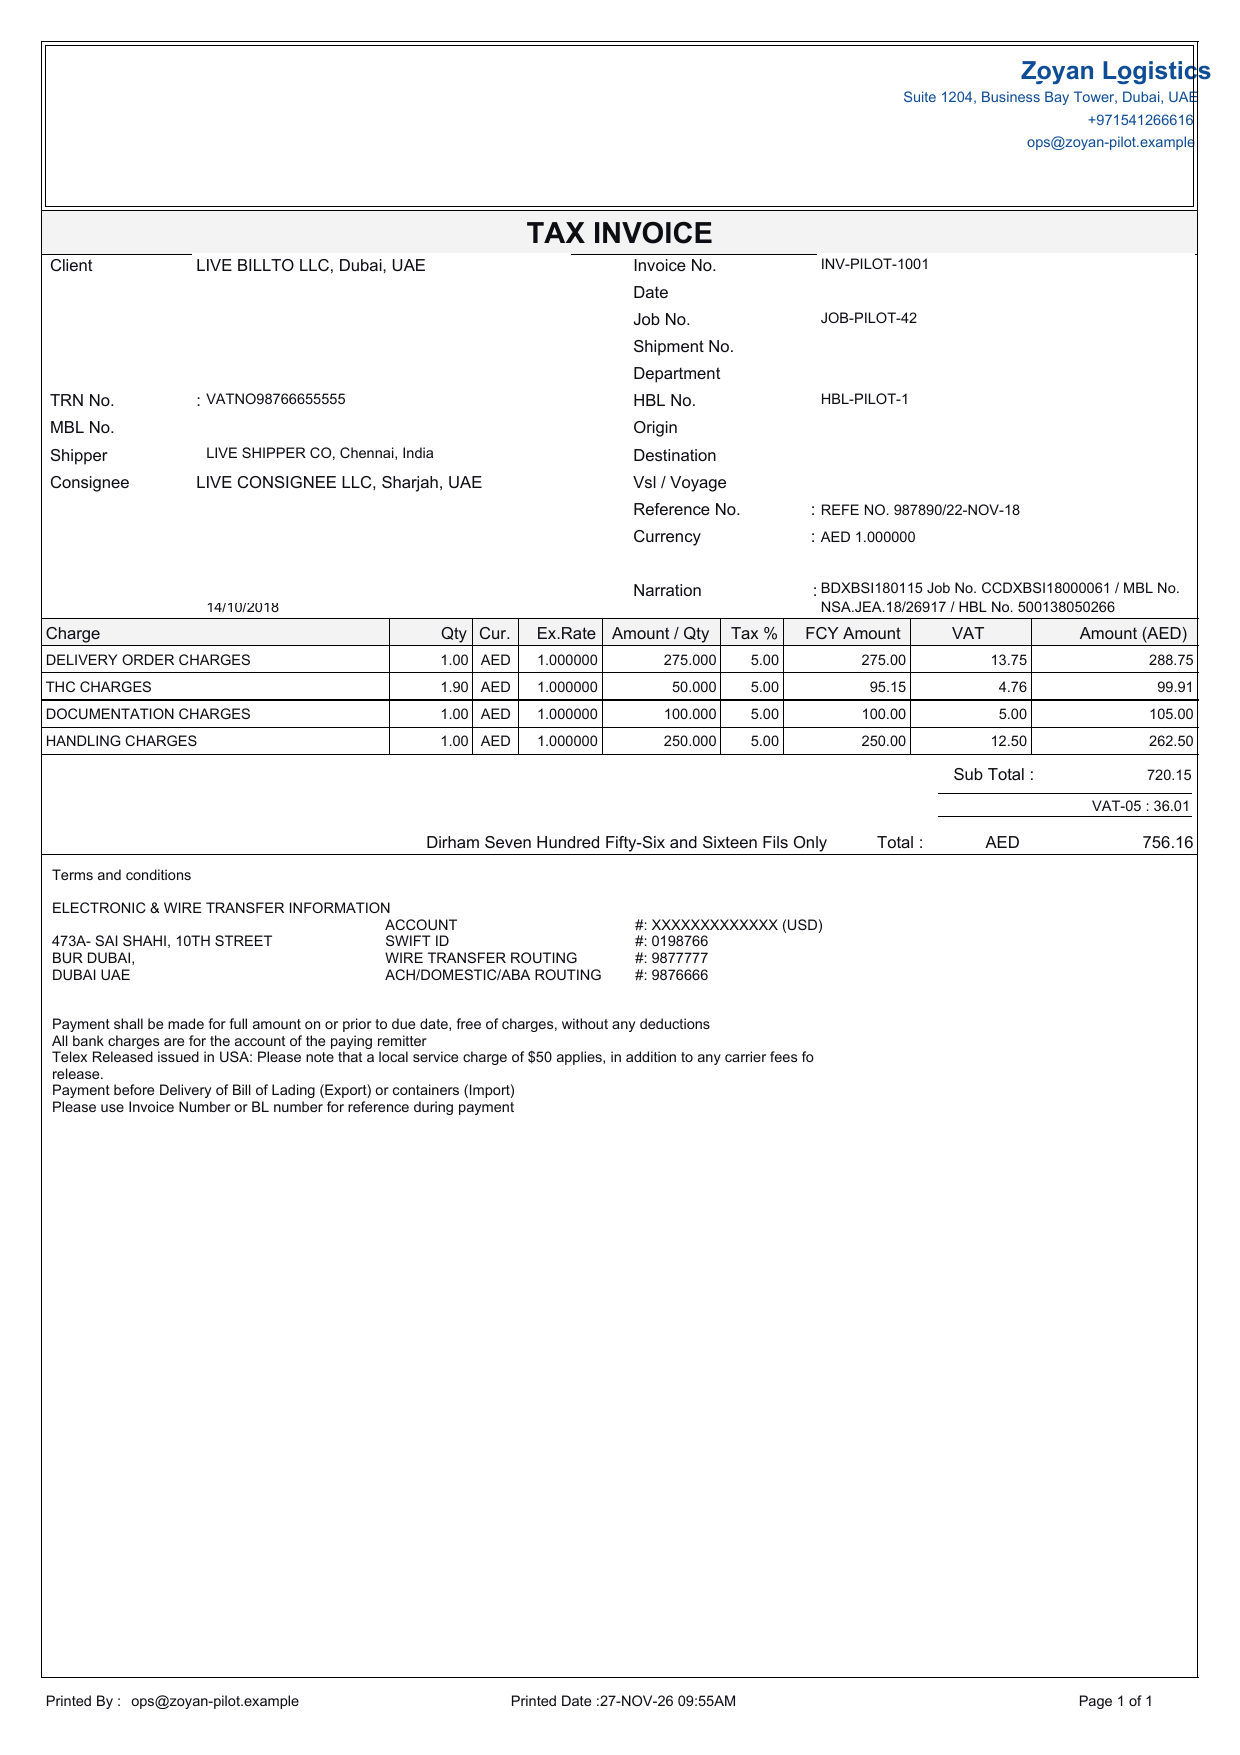 Zoyan Logistics
Suite 1204, Business Bay Tower, Dubai, UAE
+971541266616
ops@zoyan-pilot.example
TAX INVOICE
Client LIVE BILLTO LLC, Dubai, UAE Invoice No. INV-PILOT-1001
Date
Job No. JOB-PILOT-42
Shipment No.
Department
TRN No. : VATNO98766655555 HBL No. HBL-PILOT-1
MBL No. Origin
Shipper LIVE SHIPPER CO, Chennai, India Destination
Consignee LIVE CONSIGNEE LLC, Sharjah, UAE Vsl / Voyage
Reference No. : REFE NO. 987890/22-NOV-18
Currency : AED 1.000000
Narration : BDXBSI180115 Job No. CCDXBSI18000061 / MBL No.
14/10/2018 NSA.JEA.18/26917 / HBL No. 500138050266
Charge Qty Cur. Ex.Rate Amount / Qty Tax % FCY Amount VAT Amount (AED)
DELIVERY ORDER CHARGES 1.00 AED 1.000000 275.000 5.00 275.00 13.75 288.75
THC CHARGES 1.90 AED 1.000000 50.000 5.00 95.15 4.76 99.91
DOCUMENTATION CHARGES 1.00 AED 1.000000 100.000 5.00 100.00 5.00 105.00
HANDLING CHARGES 1.00 AED 1.000000 250.000 5.00 250.00 12.50 262.50
Sub Total : 720.15
VAT-05 : 36.01
Dirham Seven Hundred Fifty-Six and Sixteen Fils Only Total : AED 756.16
Terms and conditions
ELECTRONIC & WIRE TRANSFER INFORMATION
ACCOUNT #: XXXXXXXXXXXXX (USD)
473A- SAI SHAHI, 10TH STREET SWIFT ID #: 0198766
BUR DUBAI, WIRE TRANSFER ROUTING #: 9877777
DUBAI UAE ACH/DOMESTIC/ABA ROUTING #: 9876666
Payment shall be made for full amount on or prior to due date, free of charges, without any deductions
All bank charges are for the account of the paying remitter
Telex Released issued in USA: Please note that a local service charge of $50 applies, in addition to any carrier fees fo
release.
Payment before Delivery of Bill of Lading (Export) or containers (Import)
Please use Invoice Number or BL number for reference during payment
Printed By : ops@zoyan-pilot.example Printed Date :27-NOV-26 09:55AM Page 1 of 1